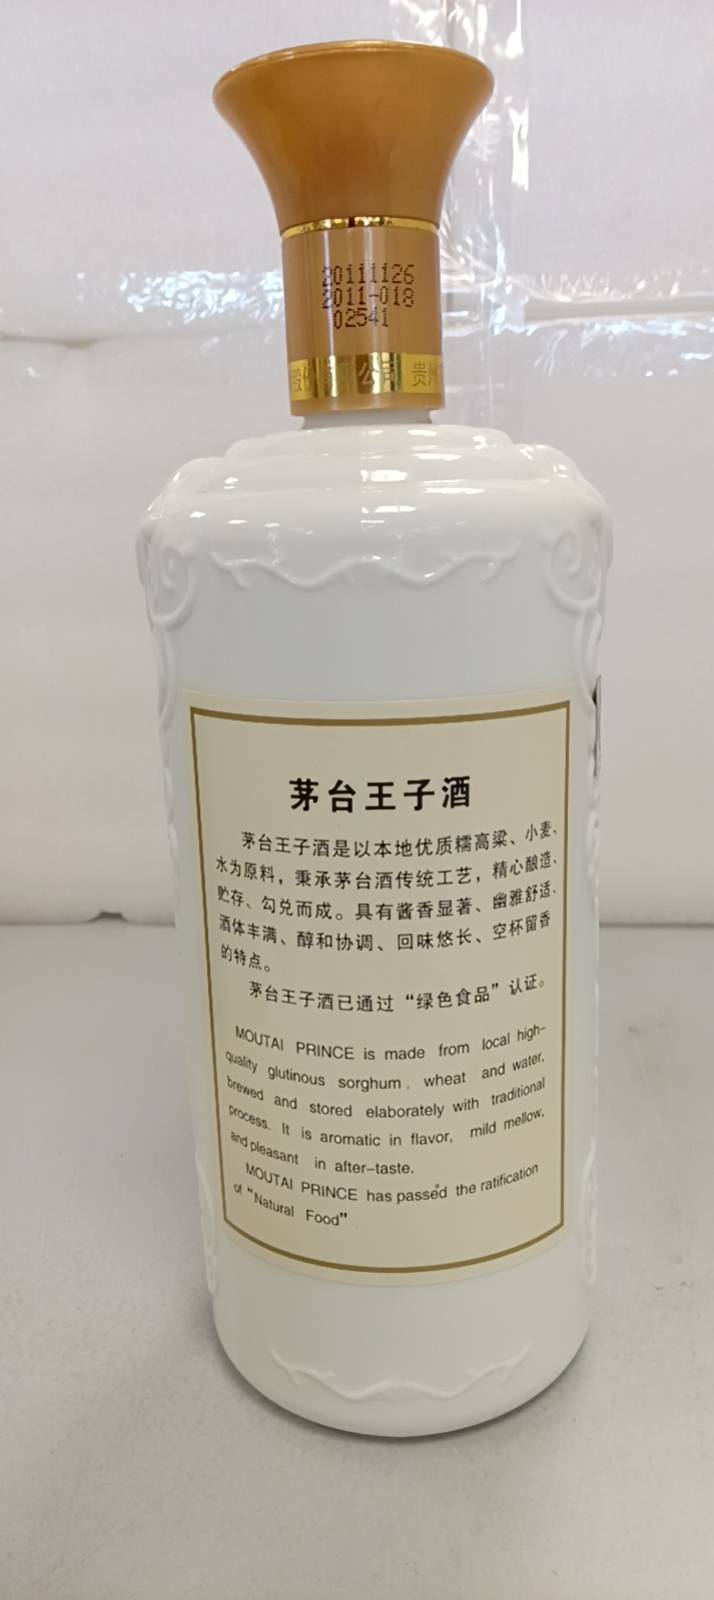 20111126
2011-018
02541
股份 公司 贵州
茅台王子酒
茅台王子酒是以本地优质糯高粱、小麦、
水为原料，秉承茅台酒传统工艺，精心酿造、
贮存、勾兑而成。具有酱香显著、幽雅舒适、
酒体丰满、醇和协调、回味悠长、空杯留香
的特点。
茅台王子酒已通过“绿色食品”认证。
MOUTAI PRINCE is made from local high-
quality glutinous sorghum, wheat and water,
brewed and stored elaborately with traditional
process. It is aromatic in flavor, mild mellow,
and pleasant in after-taste.
MOUTAI PRINCE has passed the ratification
of "Natural Food"